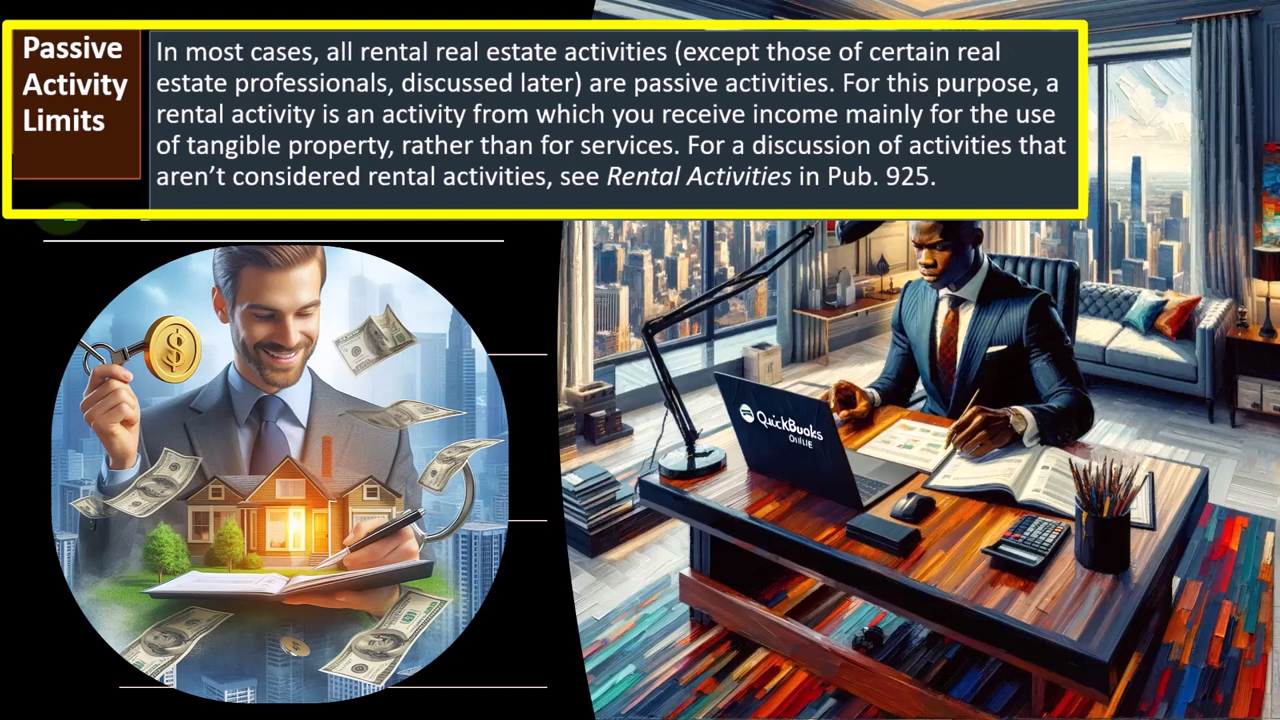 Passive
Activity
Limits
In most cases, all rental real estate activities (except those of certain real
estate professionals, discussed later) are passive activities. For this purpose, a
rental activity is an activity from which you receive income mainly for the use
of tangible property, rather than for services. For a discussion of activities that
aren’t considered rental activities, see Rental Activities in Pub. 925.
QuickBooks